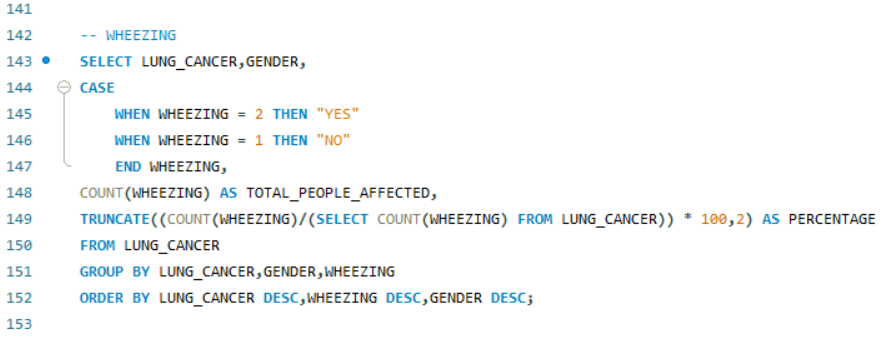 141
142 -- WHEEZING
143 SELECT LUNG_CANCER,GENDER,
144 CASE
145 WHEN WHEEZING = 2 THEN "YES"
146 WHEN WHEEZING = 1 THEN "NO"
147 END WHEEZING,
148 COUNT(WHEEZING) AS TOTAL_PEOPLE_AFFECTED,
149 TRUNCATE((COUNT(WHEEZING)/(SELECT COUNT(WHEEZING) FROM LUNG_CANCER)) * 100,2) AS PERCENTAGE
150 FROM LUNG_CANCER
151 GROUP BY LUNG_CANCER,GENDER,WHEEZING
152 ORDER BY LUNG_CANCER DESC,WHEEZING DESC,GENDER DESC;
153